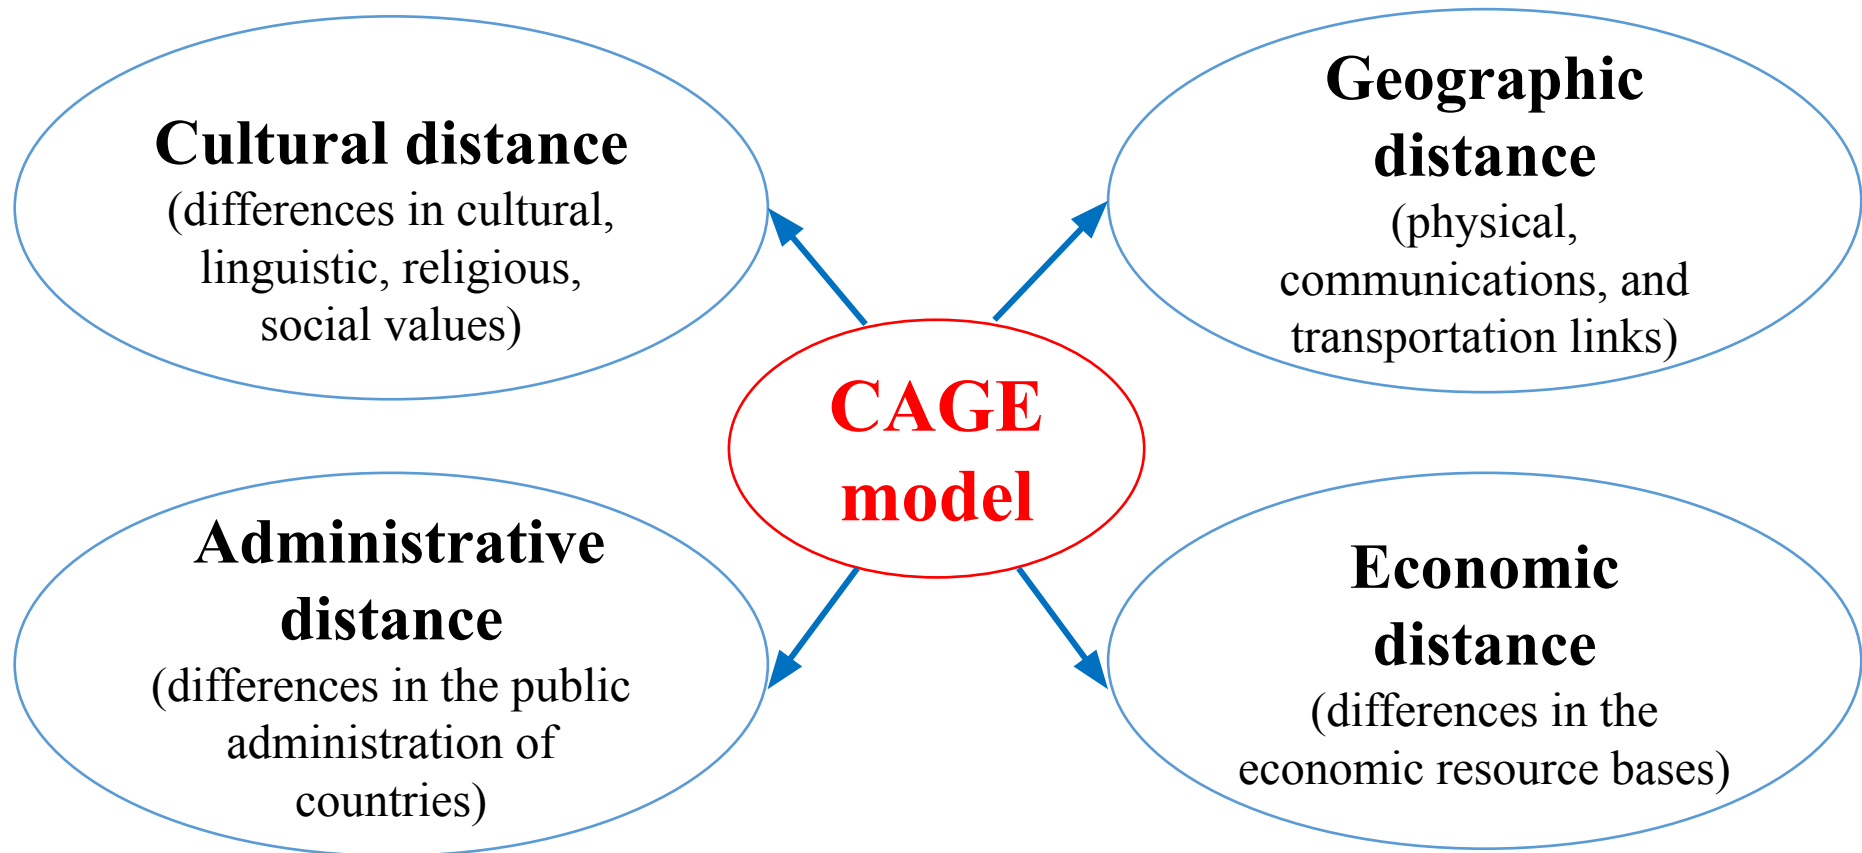 Cultural distance
(differences in cultural,
linguistic, religious,
social values)
Geographic
distance
(physical,
communications, and
transportation links)
CAGE
model
Administrative
distance
(differences in the public
administration of
countries)
Economic
distance
(differences in the
economic resource bases)